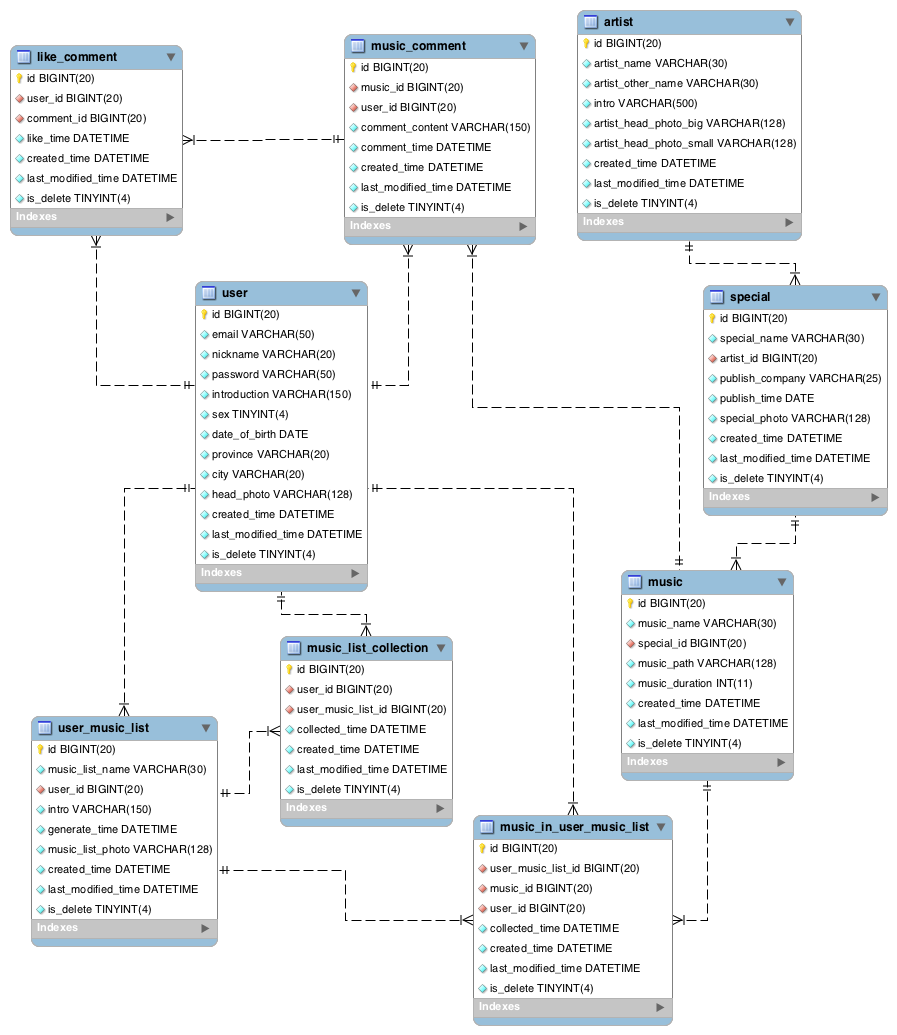 like_comment
id BIGINT(20)
user_id BIGINT(20)
comment_id BIGINT(20)
like_time DATETIME
created_time DATETIME
last_modified_time DATETIME
is_delete TINYINT(4)
Indexes
music_comment
id BIGINT(20)
music_id BIGINT(20)
user_id BIGINT(20)
comment_content VARCHAR(150)
comment_time DATETIME
created_time DATETIME
last_modified_time DATETIME
is_delete TINYINT(4)
Indexes
artist
id BIGINT(20)
artist_name VARCHAR(30)
artist_other_name VARCHAR(30)
intro VARCHAR(500)
artist_head_photo_big VARCHAR(128)
artist_head_photo_small VARCHAR(128)
created_time DATETIME
last_modified_time DATETIME
is_delete TINYINT(4)
Indexes
user
id BIGINT(20)
email VARCHAR(50)
nickname VARCHAR(20)
password VARCHAR(50)
introduction VARCHAR(150)
sex TINYINT(4)
date_of_birth DATE
province VARCHAR(20)
city VARCHAR(20)
head_photo VARCHAR(128)
created_time DATETIME
last_modified_time DATETIME
is_delete TINYINT(4)
Indexes
special
id BIGINT(20)
special_name VARCHAR(30)
artist_id BIGINT(20)
publish_company VARCHAR(25)
publish_time DATE
special_photo VARCHAR(128)
created_time DATETIME
last_modified_time DATETIME
is_delete TINYINT(4)
Indexes
music
id BIGINT(20)
music_name VARCHAR(30)
special_id BIGINT(20)
music_path VARCHAR(128)
music_duration INT(11)
created_time DATETIME
last_modified_time DATETIME
is_delete TINYINT(4)
Indexes
music_list_collection
id BIGINT(20)
user_id BIGINT(20)
user_music_list_id BIGINT(20)
collected_time DATETIME
created_time DATETIME
last_modified_time DATETIME
is_delete TINYINT(4)
Indexes
user_music_list
id BIGINT(20)
music_list_name VARCHAR(30)
user_id BIGINT(20)
intro VARCHAR(150)
generate_time DATETIME
music_list_photo VARCHAR(128)
created_time DATETIME
last_modified_time DATETIME
is_delete TINYINT(4)
Indexes
music_in_user_music_list
id BIGINT(20)
user_music_list_id BIGINT(20)
music_id BIGINT(20)
user_id BIGINT(20)
collected_time DATETIME
created_time DATETIME
last_modified_time DATETIME
is_delete TINYINT(4)
Indexes